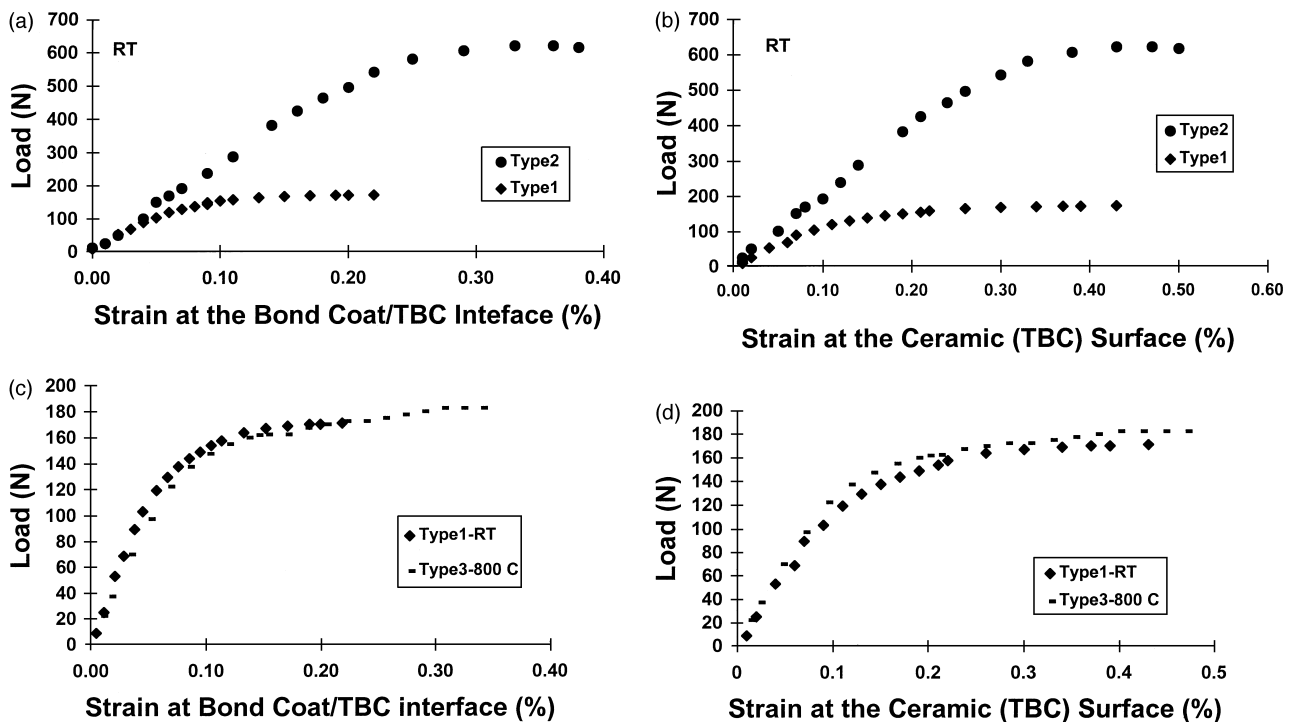 (a)
700
600
500
400
300
200
100
0
Load (N)
RT
Type2
Type1
0.00 0.10 0.20 0.30 0.40
Strain at the Bond Coat/TBC Inteface (%)
(b)
700
600
500
400
300
200
100
0
Load (N)
RT
Type2
Type1
0.00 0.10 0.20 0.30 0.40 0.50 0.60
Strain at the Ceramic (TBC) Surface (%)
(c)
200
180
160
140
120
100
80
60
40
20
0
Load (N)
Type1-RT
Type3-800 C
0.00 0.10 0.20 0.30 0.40
Strain at Bond Coat/TBC interface (%)
(d)
200
180
160
140
120
100
80
60
40
20
0
Load (N)
Type1-RT
Type3-800 C
0 0.1 0.2 0.3 0.4 0.5
Strain at the Ceramic (TBC) Surface (%)